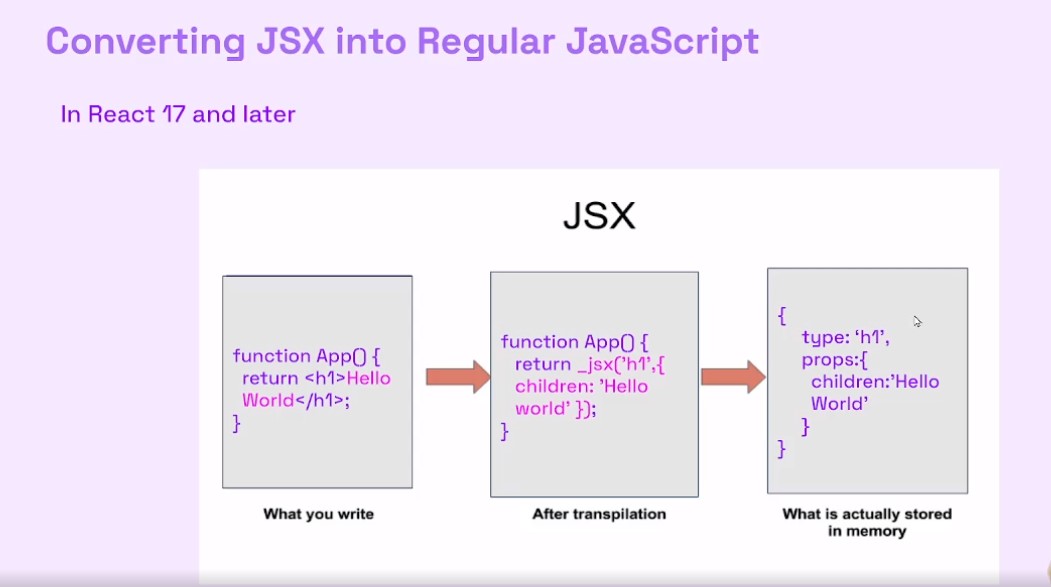 Converting JSX into Regular JavaScript
In React 17 and later
JSX
function App() {
return <h1>Hello
World</h1>;
}
What you write
function App() {
return _jsx('h1',{
children: 'Hello
world' });
}
After transpilation
{
type: ‘h1’,
props:{
children:’Hello
World’
}
}
What is actually stored
in memory